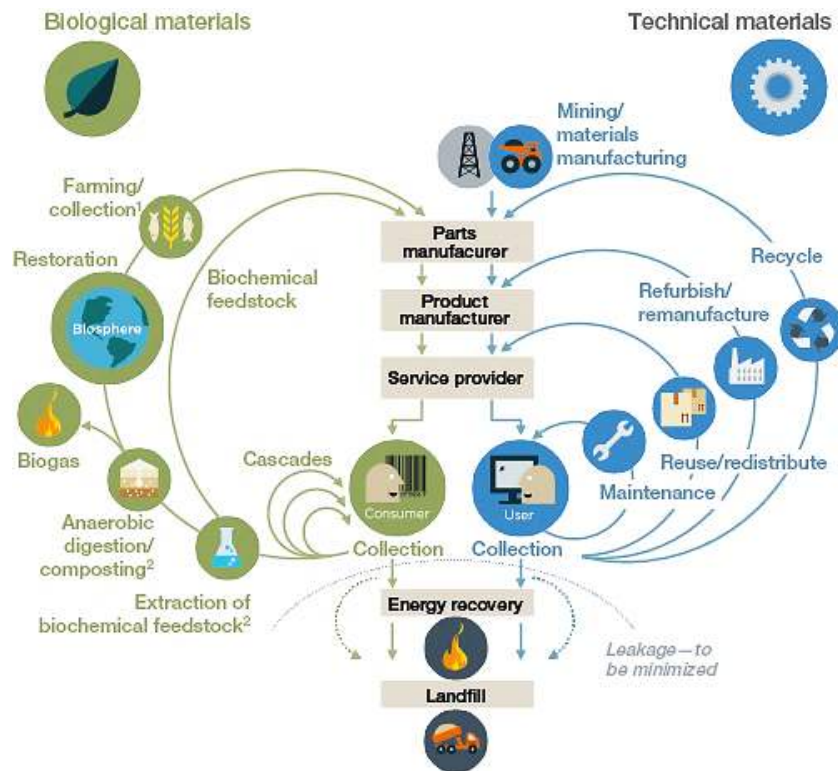 Biological materials
Technical materials
Mining/
materials
manufacturing
Farming/
collection¹
Restoration
Biosphere
Biochemical
feedstock
Parts
manufacurer
Product
manufacturer
Service provider
Recycle
Refurbish/
remanufacture
Reuse/redistribute
Maintenance
Biogas
Cascades
Anaerobic
digestion/
composting²
Extraction of
biochemical feedstock²
Consumer
User
Collection
Collection
Energy recovery
Leakage—to
be minimized
Landfill